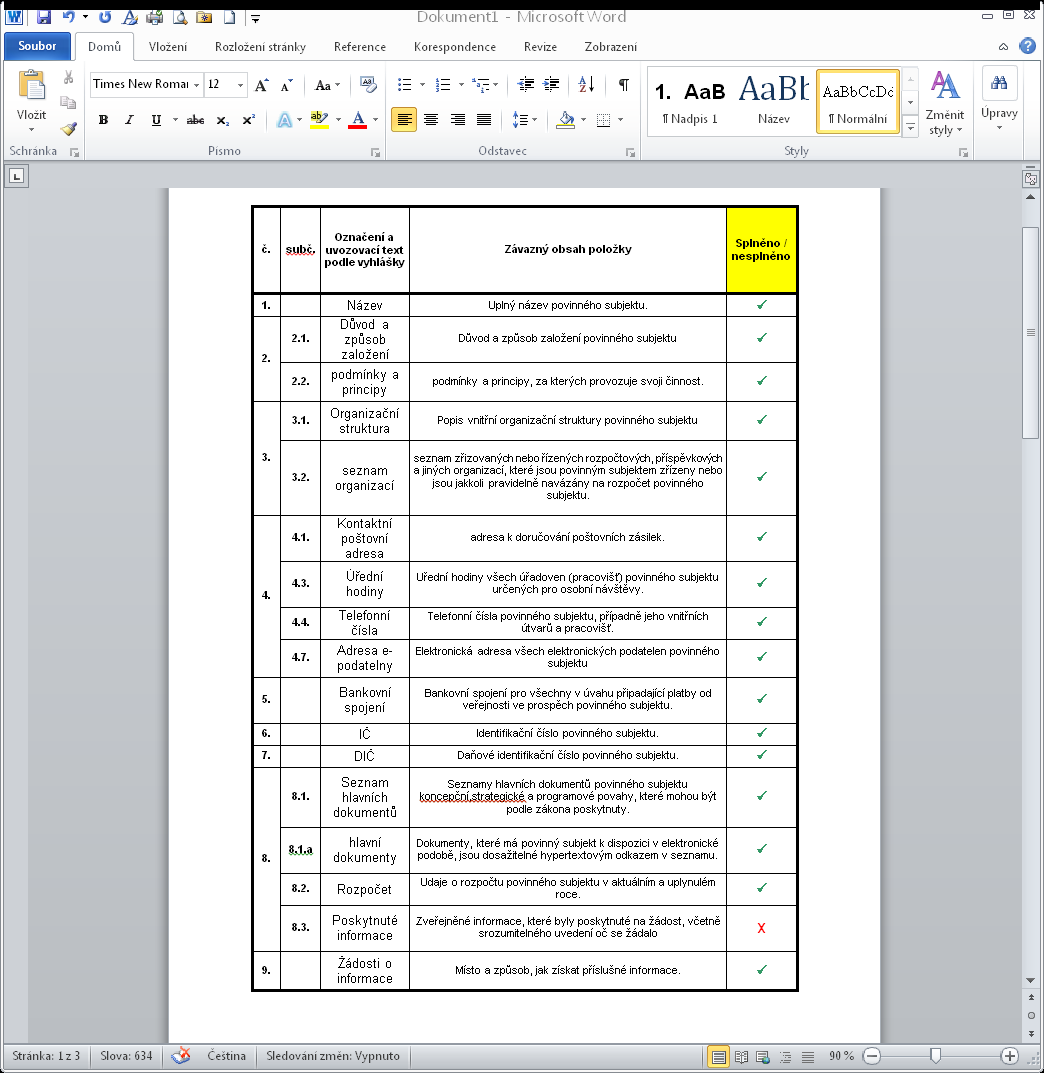 Dokument1 - Microsoft Word
Soubor Domů Vložení Rozložení stránky Reference Korespondence Revize Zobrazení
Times New Romai 12
Vložit
1. AaB AaBb AaBbCcDc
¶ Nadpis 1 Název ¶ Normální
Změnit styly
Úpravy
Schránka Písmo Odstavec Styly
č. subč. Označení a uvozovací text podle vyhlášky Závazný obsah položky Splněno / nesplněno
1. Název Uplný název povinného subjektu. ✓
2.
2.1. Důvod a způsob založení Důvod a způsob založení povinného subjektu ✓
2.2. podmínky a principy podmínky a principy, za kterých provozuje svoji činnost. ✓
3.
3.1. Organizační struktura Popis vnitřní organizační struktury povinného subjektu ✓
3.2. seznam organizací seznam zřizovaných nebo řízených rozpočtových, příspěvkových
a jiných organizací, které jsou povinným subjektem zřízeny nebo
jsou jakkoli pravidelně navázány na rozpočet povinného
subjektu. ✓
4.
4.1. Kontaktní poštovní adresa adresa k doručování poštovních zásilek. ✓
4.3. Úřední hodiny Uřední hodiny všech úřadoven (pracovišť) povinného subjektu
určených pro osobní návštěvy. ✓
4.4. Telefonní čísla Telefonní čísla povinného subjektu, případně jeho vnitřních
útvarů a pracovišť. ✓
4.7. Adresa e-podatelny Elektronická adresa všech elektronických podatelen povinného
subjektu ✓
5. Bankovní spojení Bankovní spojení pro všechny v úvahu připadající platby od
veřejnosti ve prospěch povinného subjektu. ✓
6. IČ Identifikační číslo povinného subjektu. ✓
7. DIČ Daňové identifikační číslo povinného subjektu. ✓
8.
8.1. Seznam hlavních dokumentů Seznamy hlavních dokumentů povinného subjektu
koncepční,strategické a programové povahy, které mohou být
podle zákona poskytnuty. ✓
8.1.a hlavní dokumenty Dokumenty, které má povinný subjekt k dispozici v elektronické
podobě, jsou dosažitelné hypertextovým odkazem v seznamu. ✓
8.2. Rozpočet Udaje o rozpočtu povinného subjektu v aktuálním a uplynulém
roce. ✓
8.3. Poskytnuté informace Zveřejněné informace, které byly poskytnuté na žádost, včetně
srozumitelného uvedení oč se žádalo X
9. Žádosti o informace Místo a způsob, jak získat příslušné informace. ✓
Stránka: 1 z 3 Slova: 634 Čeština Sledování změn: Vypnuto 90 %